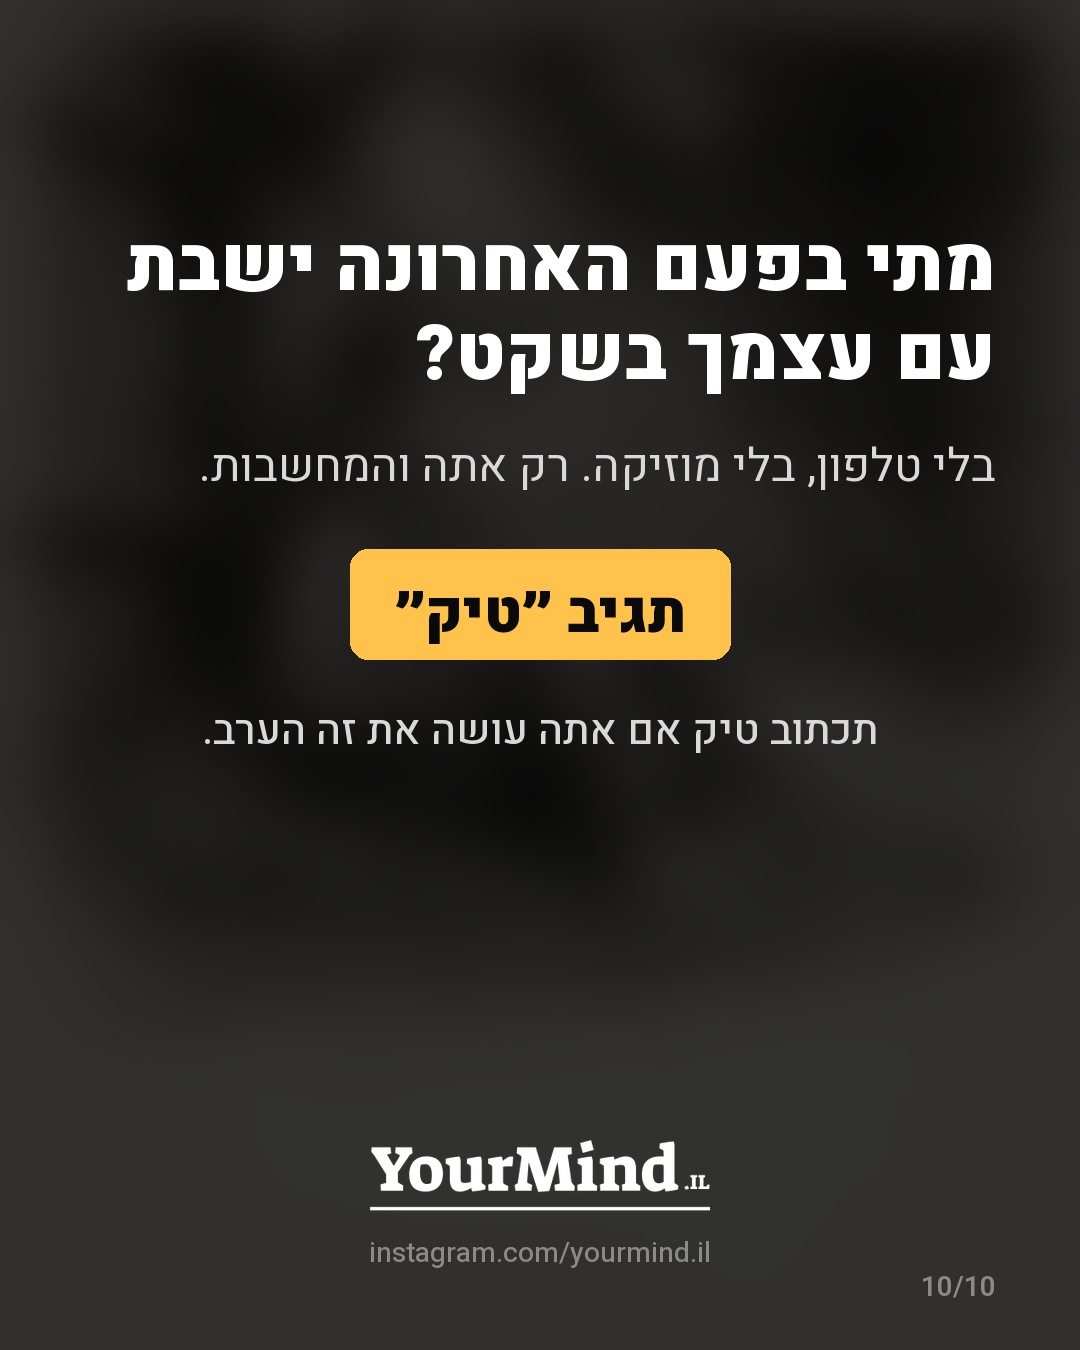 מתי בפעם האחרונה ישבת
עם עצמך בשקט?
בלי טלפון, בלי מוזיקה. רק אתה והמחשבות.
תגיב ״טיק״
תכתוב טיק אם אתה עושה את זה הערב.
YourMind.IL
instagram.com/yourmind.il
10/10